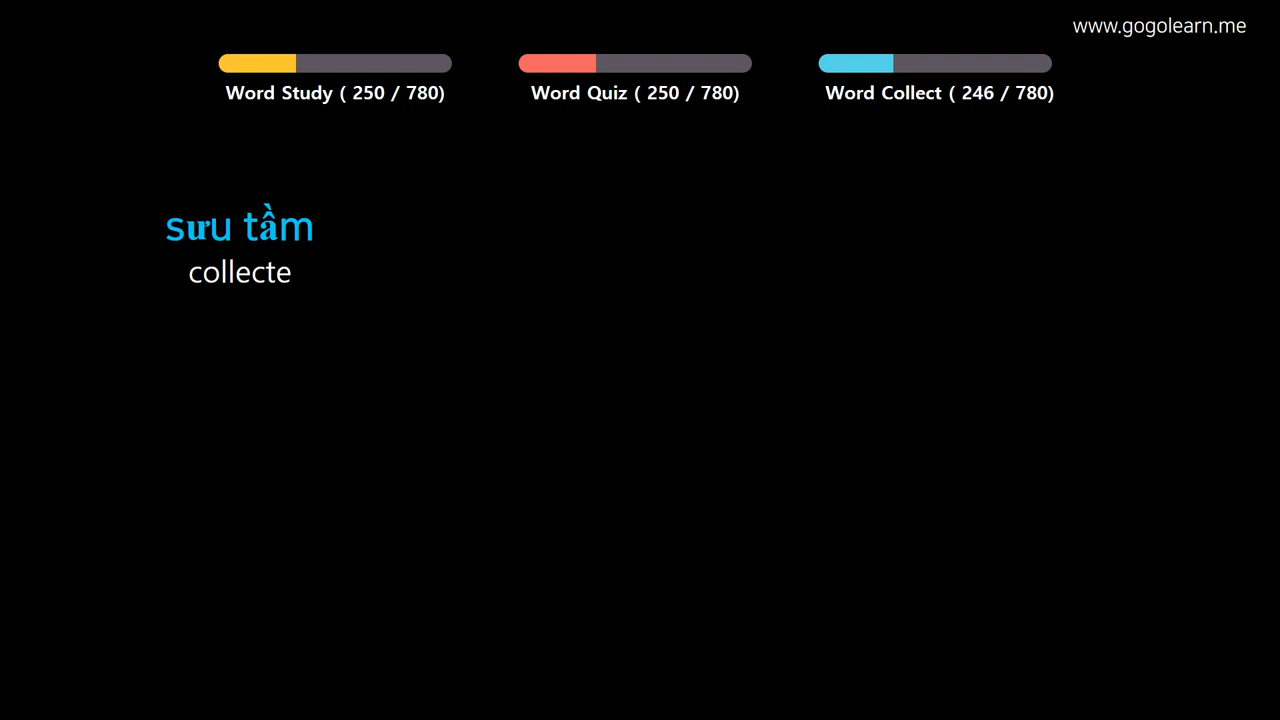 www.gogolearn.me
Word Study ( 250 / 780)
Word Quiz ( 250 / 780)
Word Collect ( 246 / 780)
sưu tầm
collecte